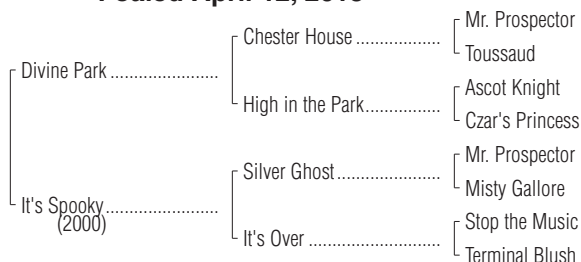 Foaled April 12,
Mr. Prospector
Chester House
Toussaud
Divine Park
Ascot Knight
High in the Park
Czar's Princess
Mr. Prospector
Silver Ghost
Misty Gallore
It's Spooky
(2000)
Stop the Music
It's Over
Terminal Blush